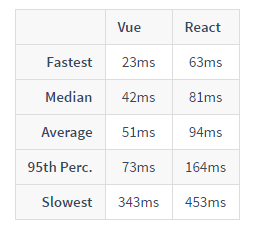 Vue React
Fastest 23ms 63ms
Median 42ms 81ms
Average 51ms 94ms
95th Perc. 73ms 164ms
Slowest 343ms 453ms